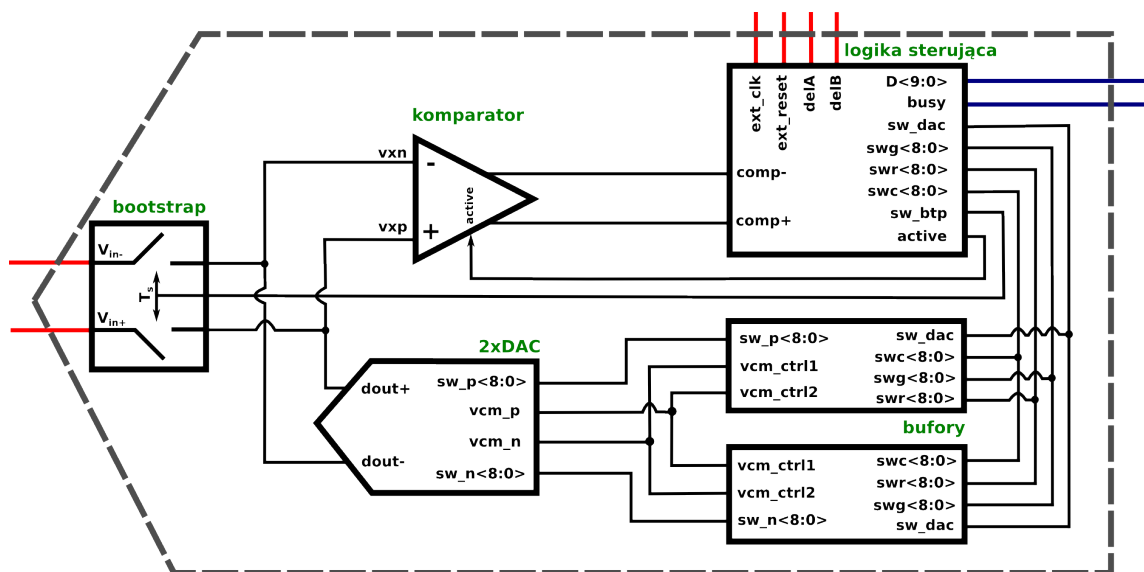 logika sterująca
ext_clk
ext_reset
delA
delB
D<9:0>
busy
sw_dac
swg<8:0>
swr<8:0>
swc<8:0>
sw_btp
active
comp-
comp+
komparator
vxn
-
active
vxp
+
bootstrap
Vin-
Ts
Vin+
2xDAC
dout+
dout-
sw_p<8:0>
vcm_p
vcm_n
sw_n<8:0>
sw_p<8:0>
vcm_ctrl1
vcm_ctrl2
sw_dac
swc<8:0>
swg<8:0>
swr<8:0>
bufory
vcm_ctrl1
vcm_ctrl2
sw_n<8:0>
swc<8:0>
swr<8:0>
swg<8:0>
sw_dac